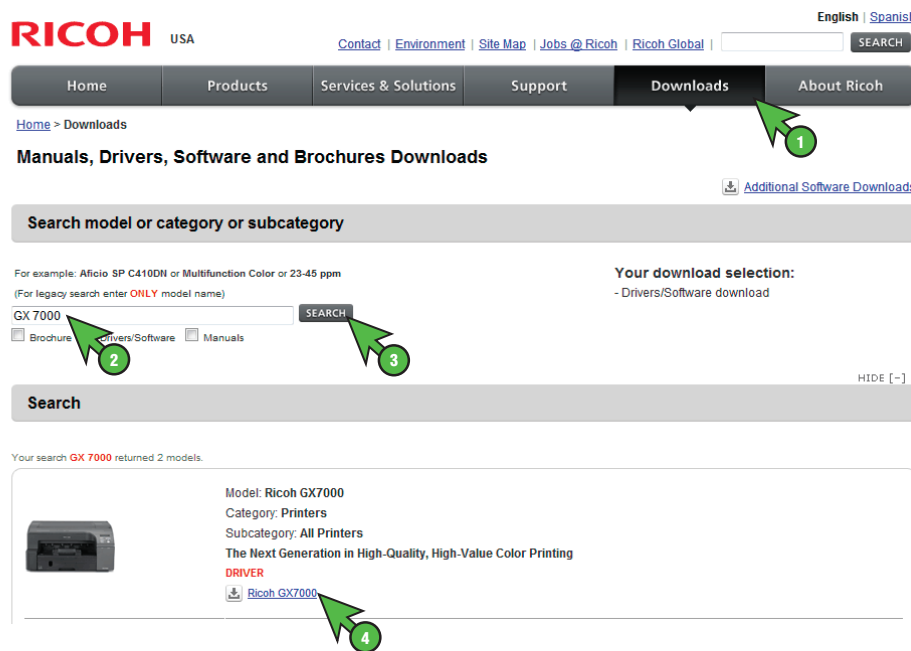 English | Spanish
RICOH USA
Contact | Environment | Site Map | Jobs @ Ricoh | Ricoh Global | SEARCH
Home Products Services & Solutions Support Downloads About Ricoh
Home > Downloads
1
Manuals, Drivers, Software and Brochures Downloads
Additional Software Downloads
Search model or category or subcategory
For example: Aficio SP C410DN or Multifunction Color or 23-45 ppm
(For legacy search enter ONLY model name)
Your download selection:
- Drivers/Software download
GX 7000 SEARCH
Brochure Drivers/Software Manuals
2 3
HIDE [-]
Search
Your search GX 7000 returned 2 models.
Model: Ricoh GX7000
Category: Printers
Subcategory: All Printers
The Next Generation in High-Quality, High-Value Color Printing
DRIVER
Ricoh GX7000
4